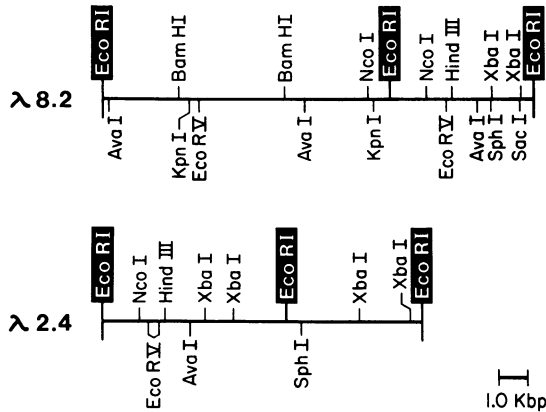 Eco RI
Bam HI
Bam HI
Nco I
Eco RI
Nco I
Hind III
Xba I
Xba I
Eco RI
λ 8.2
Ava I
Kpn I
Eco RV
Ava I
Kpn I
Eco RV
Ava I
Sph I
Sac I
Eco RI
Nco I
Hind III
Xba I
Xba I
Eco RI
Xba I
Xba I
Eco RI
λ 2.4
Eco RV
Ava I
Sph I
1.0 Kbp